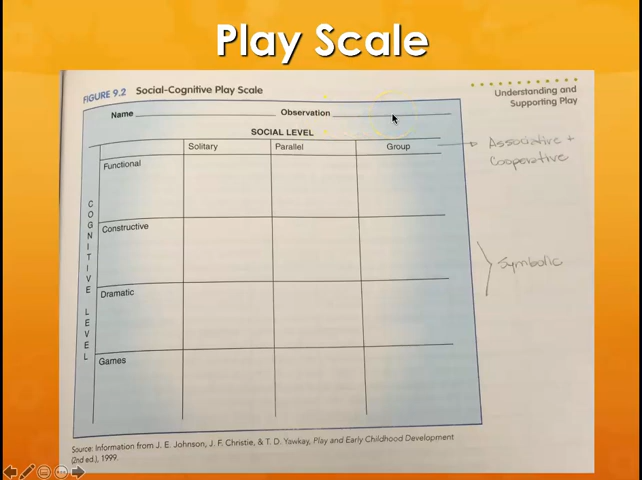 Play Scale
FIGURE 9.2 Social-Cognitive Play Scale
Understanding and
Supporting Play
Name
Observation
SOCIAL LEVEL
Solitary
Parallel
Group
Associative +
Cooperative
COGNITIVE LEVEL
Functional
Constructive
Symbolic
Dramatic
Games
Source: Information from J. E. Johnson, J. F. Christie, & T. D. Yawkay, Play and Early Childhood Development
(2nd ed.), 1999.